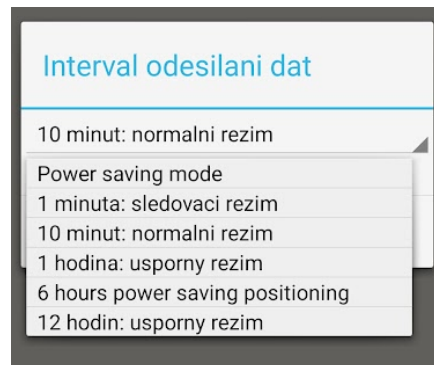 Interval odesilani dat
10 minut: normalni rezim
Power saving mode
1 minuta: sledovaci rezim
10 minut: normalni rezim
1 hodina: usporny rezim
6 hours power saving positioning
12 hodin: usporny rezim